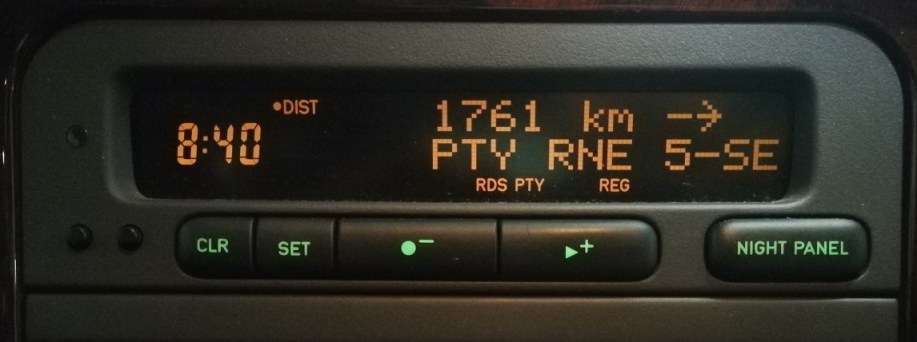 •DIST
1761 km →
8:40
PTY RNE 5-SE
RDS PTY REG
CLR SET ●− ▶+ NIGHT PANEL